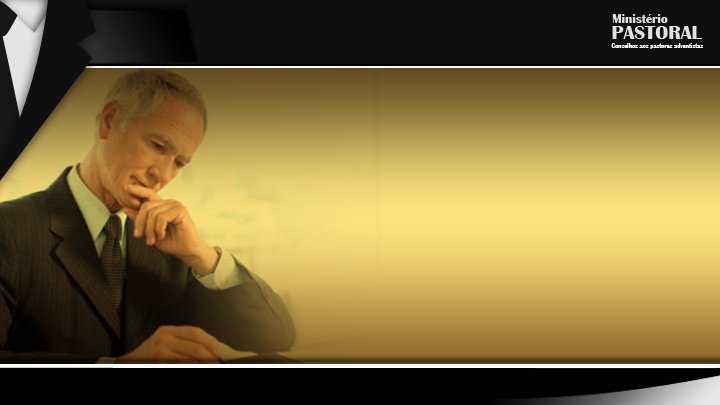 Ministério
PASTORAL
Conselhos aos pastores adventistas